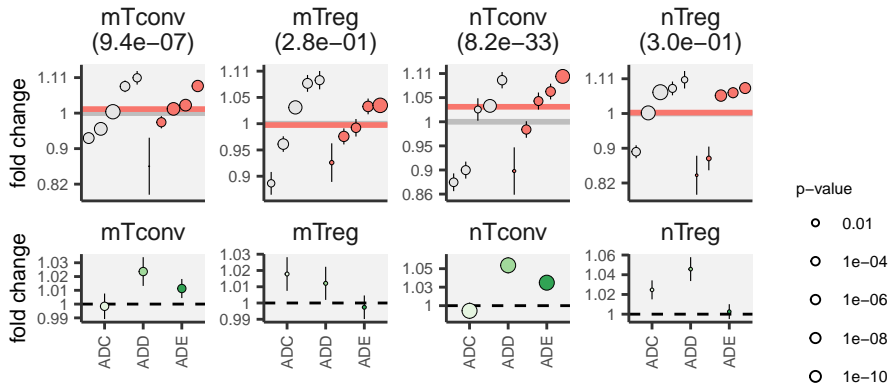 mTconv
(9.4e−07)
mTreg
(2.8e−01)
nTconv
(8.2e−33)
nTreg
(3.0e−01)
fold change
1.11
1
0.9
0.82
1.11
1.05
1
0.95
0.9
1.11
1.05
1
0.95
0.9
0.86
1.11
1
0.9
0.82
mTconv
mTreg
nTconv
nTreg
fold change
1.03
1.01
1
0.99
1.03
1.02
1.01
1
0.99
1.05
1.03
1
1.06
1.04
1.02
1
ADC
ADD
ADE
ADC
ADD
ADE
ADC
ADD
ADE
ADC
ADD
ADE
p−value
0.01
1e−04
1e−06
1e−08
1e−10